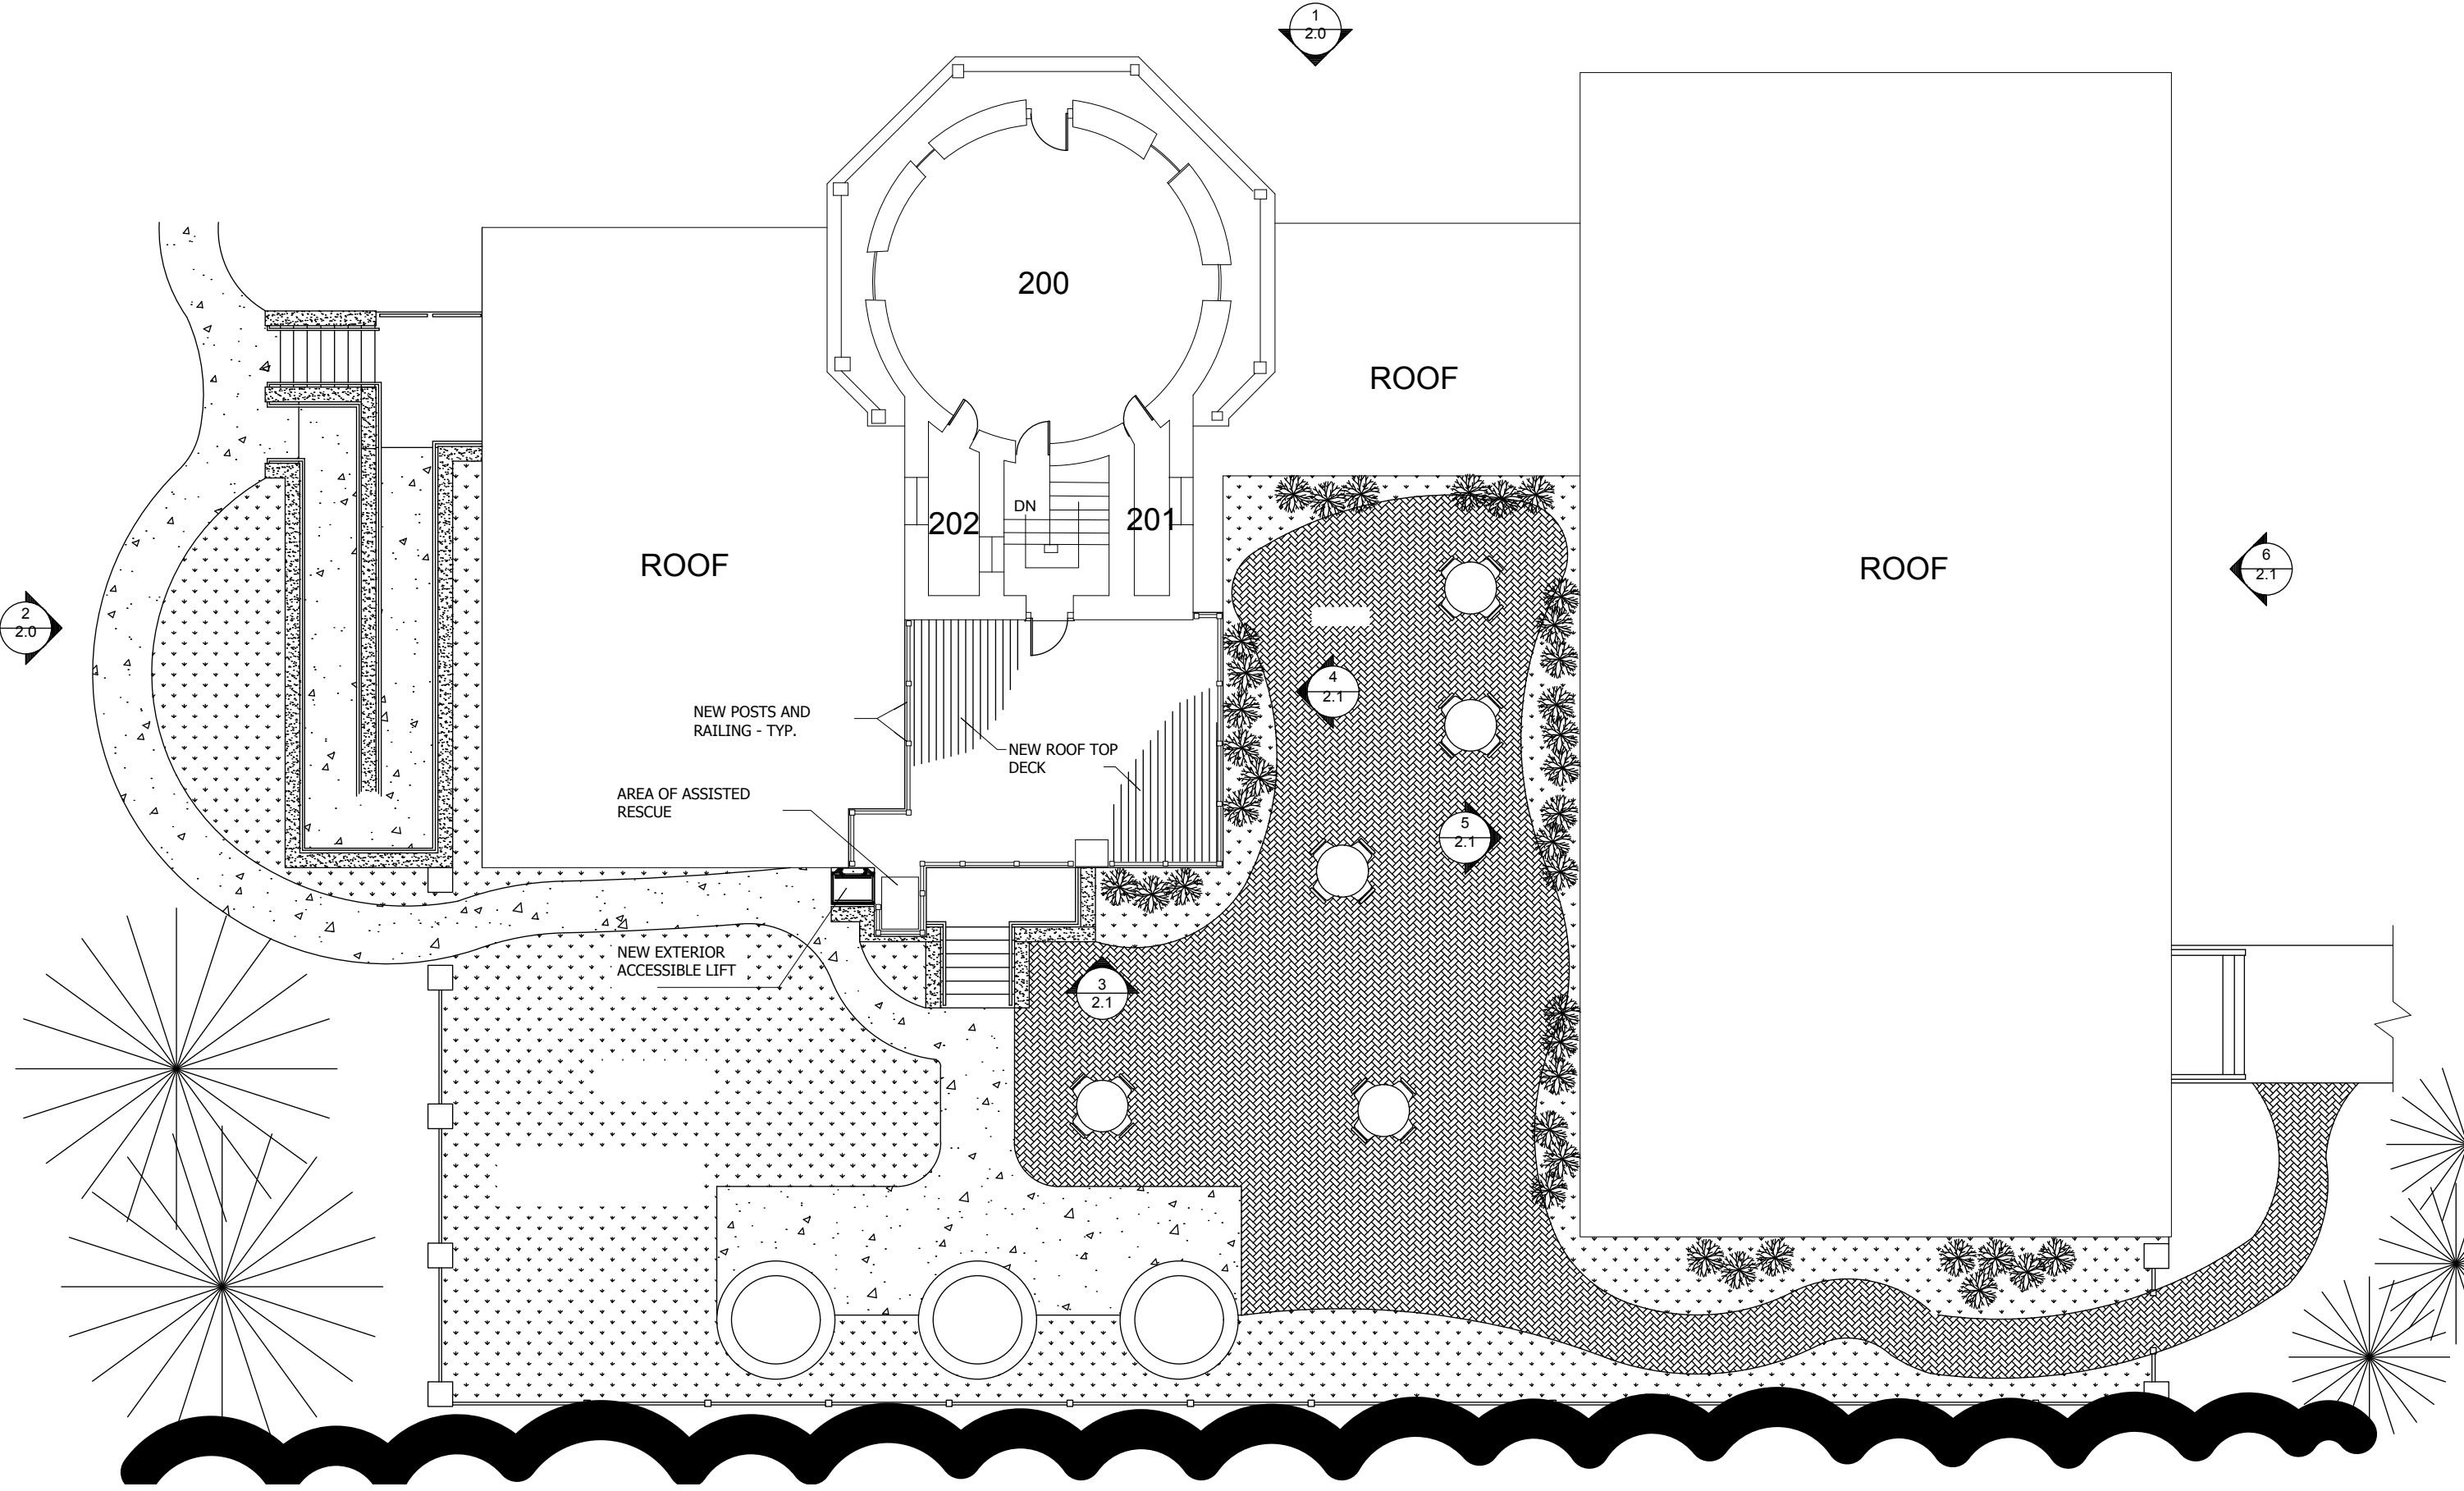 1
2.0
200
ROOF
DN
202
201
ROOF
ROOF
6
2.1
2
2.0
4
2.1
NEW POSTS AND
RAILING - TYP.
NEW ROOF TOP
DECK
AREA OF ASSISTED
RESCUE
5
2.1
NEW EXTERIOR
ACCESSIBLE LIFT
3
2.1